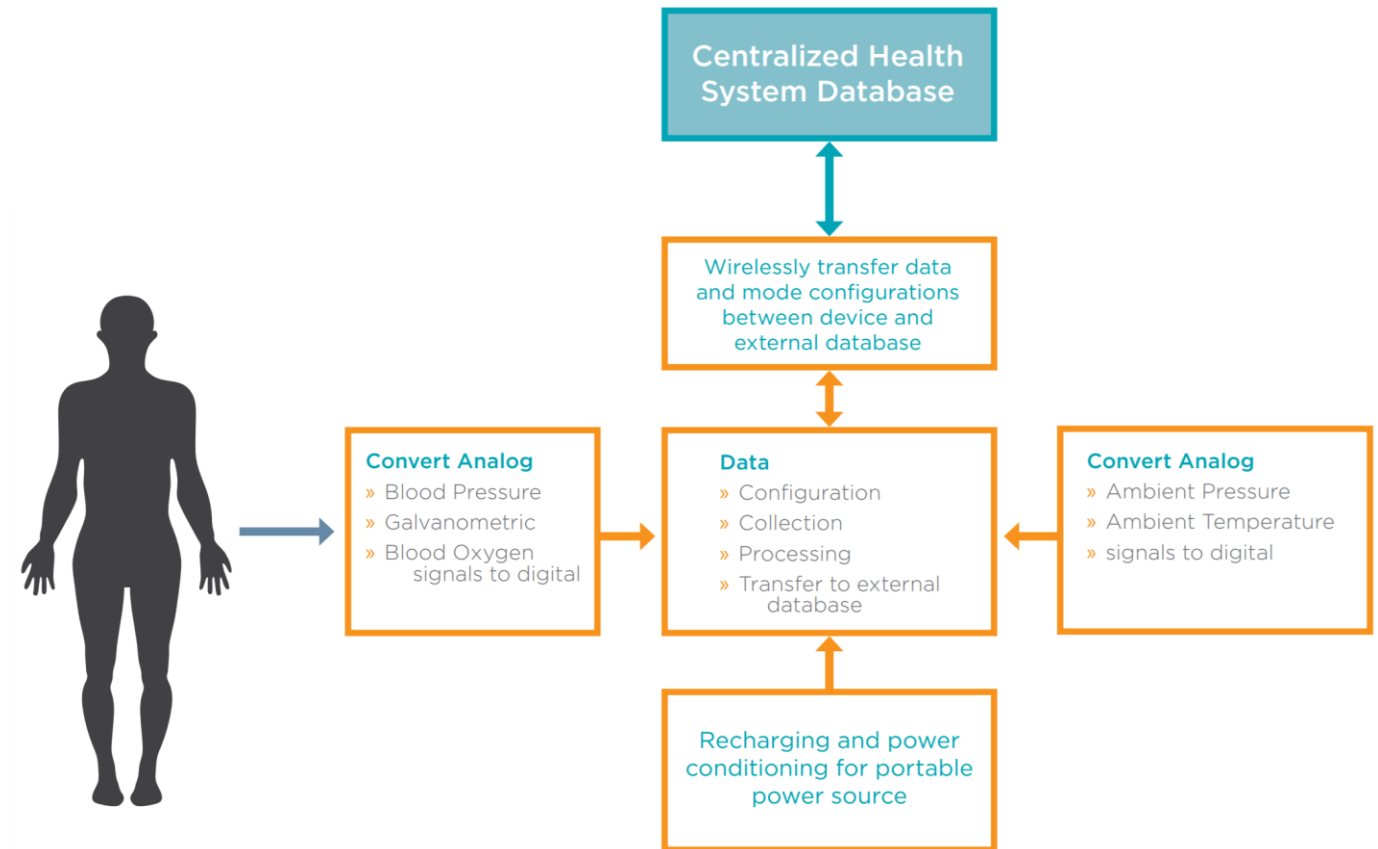 Centralized Health
System Database
Wirelessly transfer data
and mode configurations
between device and
external database
Convert Analog
» Blood Pressure
» Galvanometric
» Blood Oxygen
signals to digital
Data
» Configuration
» Collection
» Processing
» Transfer to external
database
Convert Analog
» Ambient Pressure
» Ambient Temperature
» signals to digital
Recharging and power
conditioning for portable
power source